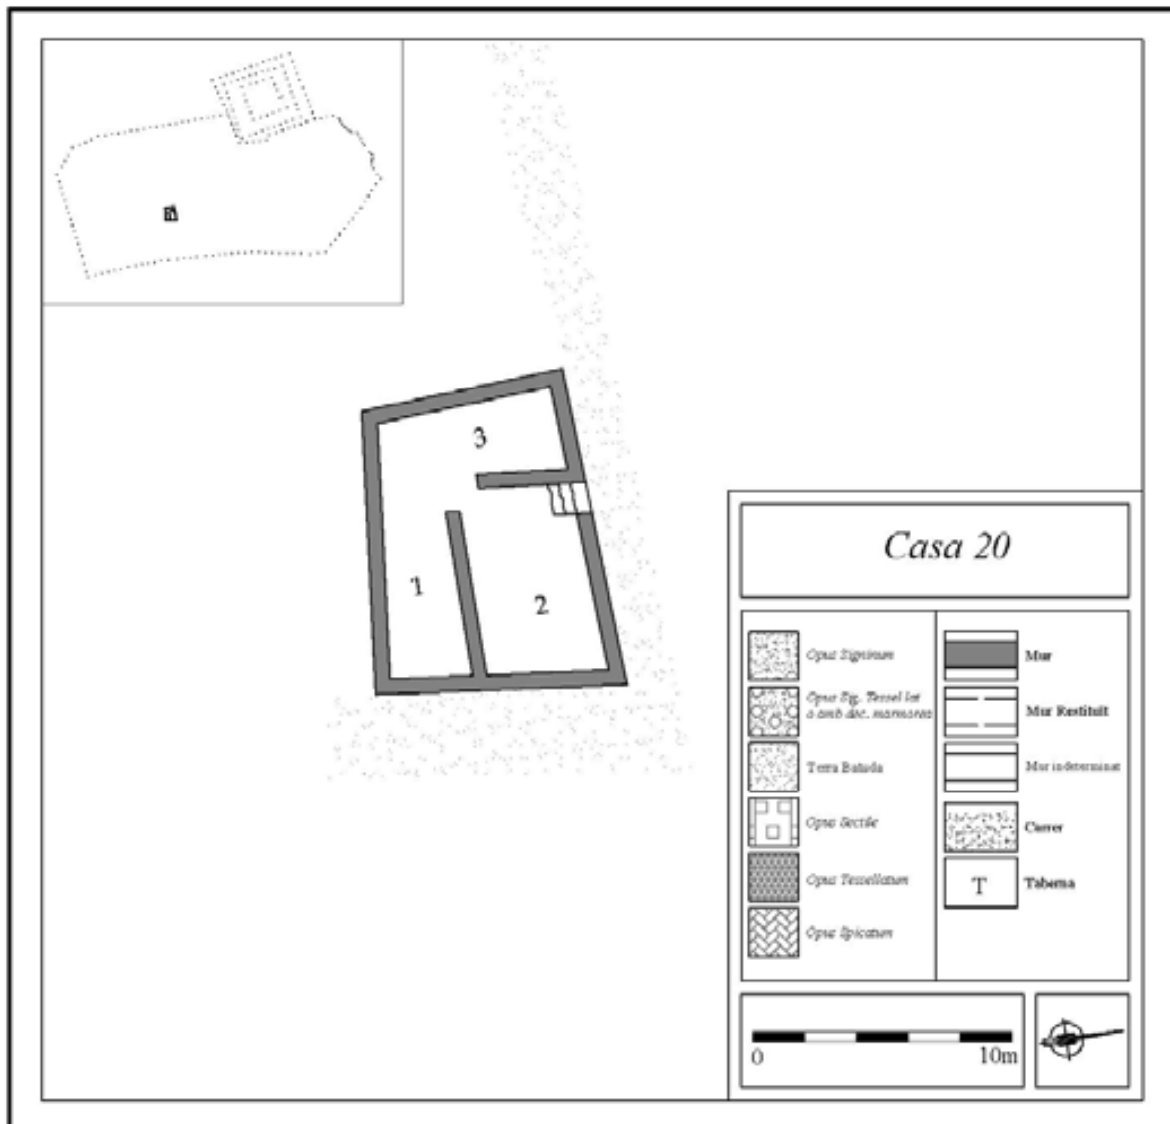 3
1
2
Casa 20
Opus Signinum
Opus Sig. Tessel lat
o amb dec. marmorea
Terra Batuda
Opus Sectile
Opus Tessellatum
Opus Spicatum
Mur
Mur Restituït
Mur indeterminat
Carrer
T
Taberna
0
10m